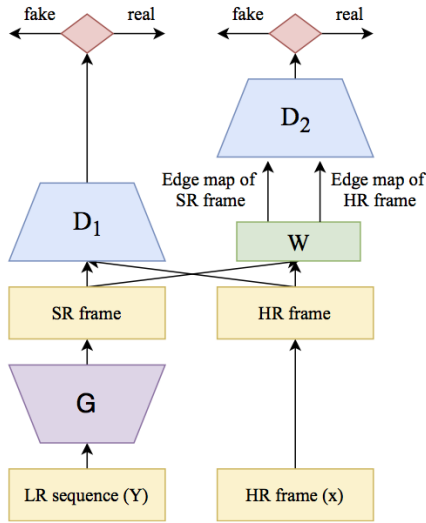 fake
real
fake
real
D2
Edge map of
SR frame
Edge map of
HR frame
D1
W
SR frame
HR frame
G
LR sequence (Y)
HR frame (x)